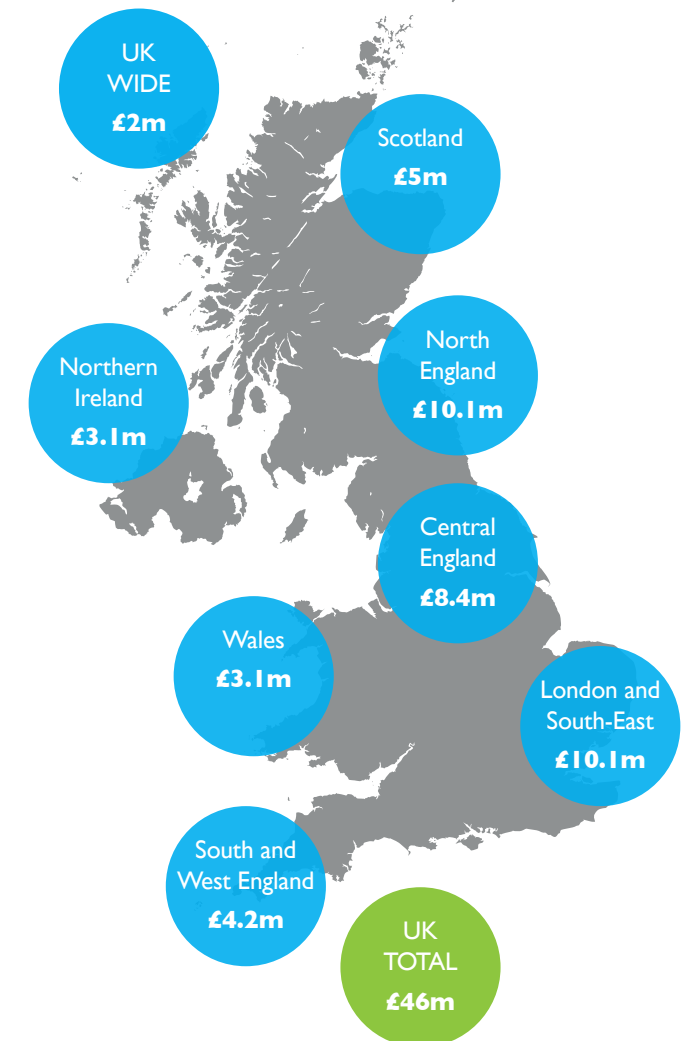 UK
WIDE
£2m
Scotland
£5m
North
England
£10.1m
Northern
Ireland
£3.1m
Central
England
£8.4m
Wales
£3.1m
London and
South-East
£10.1m
South and
West England
£4.2m
UK
TOTAL
£46m